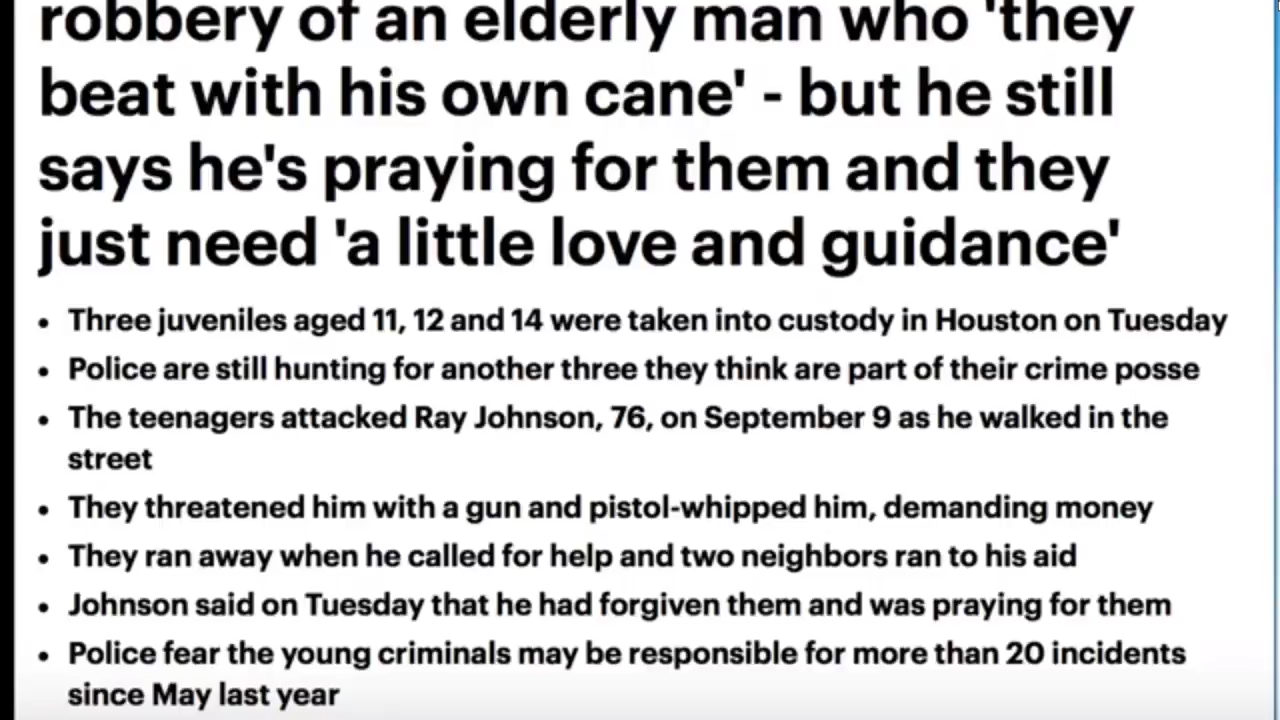 robbery of an elderly man who 'they
beat with his own cane' - but he still
says he's praying for them and they
just need 'a little love and guidance'
• Three juveniles aged 11, 12 and 14 were taken into custody in Houston on Tuesday
• Police are still hunting for another three they think are part of their crime posse
• The teenagers attacked Ray Johnson, 76, on September 9 as he walked in the
street
• They threatened him with a gun and pistol-whipped him, demanding money
• They ran away when he called for help and two neighbors ran to his aid
• Johnson said on Tuesday that he had forgiven them and was praying for them
• Police fear the young criminals may be responsible for more than 20 incidents
since May last year